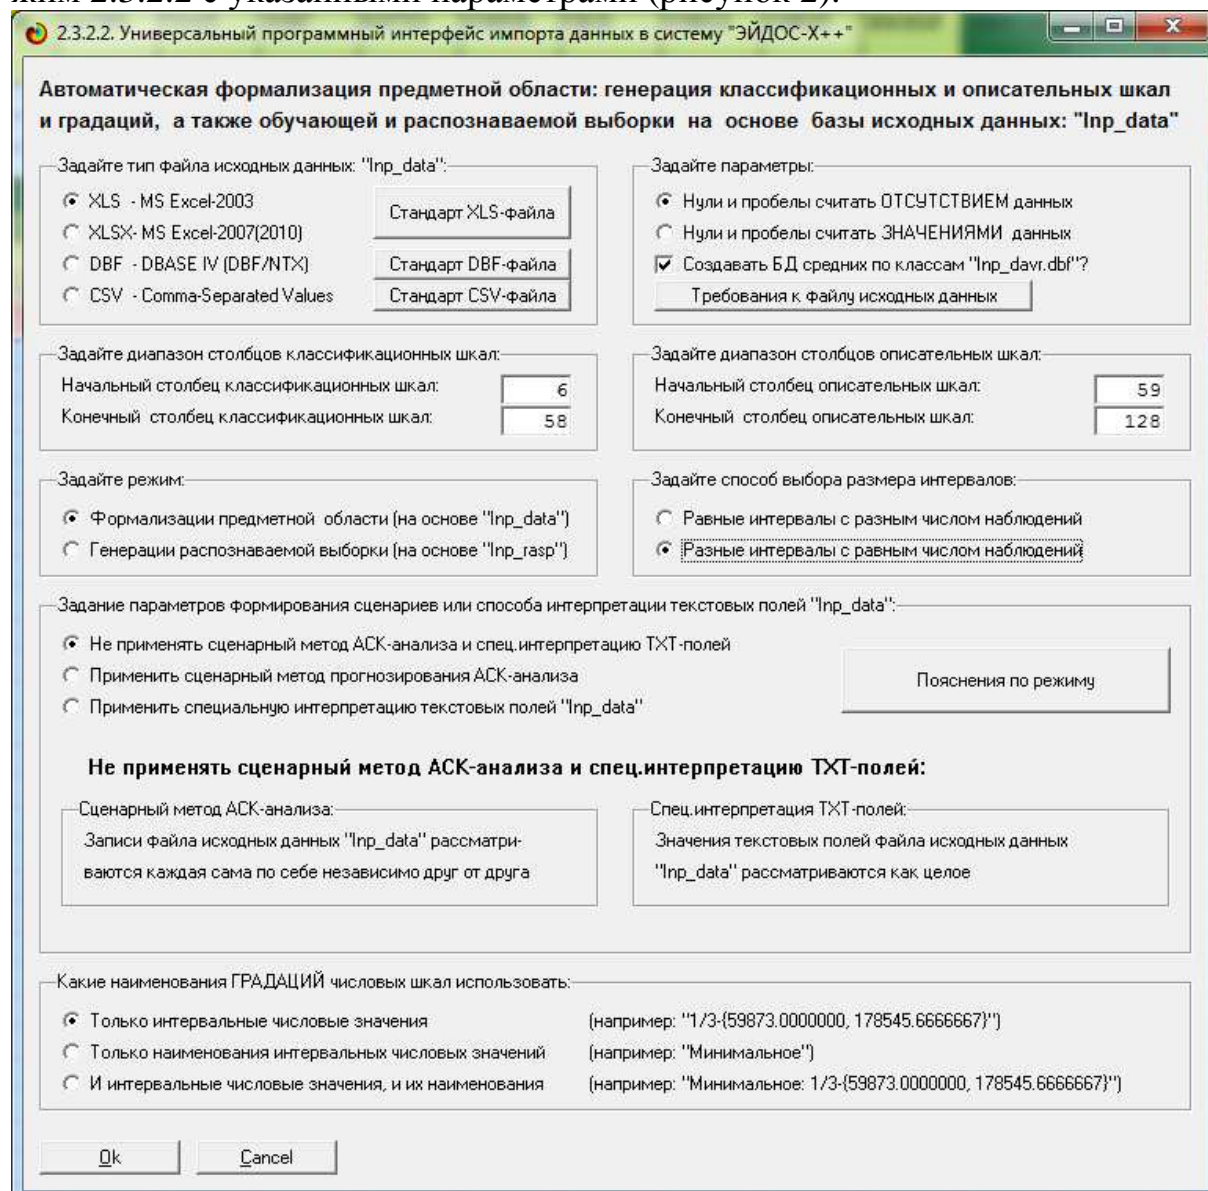 жим 2.3.2.2 с указанными параметрами (рисунок 2).
2.3.2.2. Универсальный программный интерфейс импорта данных в систему "ЭЙДОС-X++"
Автоматическая формализация предметной области: генерация классификационных и описательных шкал
и градаций, а также обучающей и распознаваемой выборки на основе базы исходных данных: "Inp_data"
Задайте тип файла исходных данных: "Inp_data":
XLS - MS Excel-2003
XLSX- MS Excel-2007(2010)
DBF - DBASE IV (DBF/NTX)
CSV - Comma-Separated Values
Стандарт XLS-файла
Стандарт DBF-файла
Стандарт CSV-файла
Задайте параметры:
Нули и пробелы считать ОТСУТСТВИЕМ данных
Нули и пробелы считать ЗНАЧЕНИЯМИ данных
Создавать БД средних по классам "Inp_davr.dbf"?
Требования к файлу исходных данных
Задайте диапазон столбцов классификационных шкал:
Начальный столбец классификационных шкал: 6
Конечный столбец классификационных шкал: 58
Задайте диапазон столбцов описательных шкал:
Начальный столбец описательных шкал: 59
Конечный столбец описательных шкал: 128
Задайте режим:
Формализации предметной области (на основе "Inp_data")
Генерации распознаваемой выборки (на основе "Inp_rasp")
Задайте способ выбора размера интервалов:
Равные интервалы с разным числом наблюдений
Разные интервалы с равным числом наблюдений
Задание параметров формирования сценариев или способа интерпретации текстовых полей "Inp_data":
Не применять сценарный метод АСК-анализа и спец.интерпретацию TXT-полей
Применить сценарный метод прогнозирования АСК-анализа
Применить специальную интерпретацию текстовых полей "Inp_data"
Пояснения по режиму
Не применять сценарный метод АСК-анализа и спец.интерпретацию TXT-полей:
Сценарный метод АСК-анализа:
Записи файла исходных данных "Inp_data" рассматри-
ваются каждая сама по себе независимо друг от друга
Спец.интерпретация TXT-полей:
Значения текстовых полей файла исходных данных
"Inp_data" рассматриваются как целое
Какие наименования ГРАДАЦИЙ числовых шкал использовать:
Только интервальные числовые значения (например: "1/3-{59873.0000000, 178545.6666667}")
Только наименования интервальных числовых значений (например: "Минимальное")
И интервальные числовые значения, и их наименования (например: "Минимальное: 1/3-{59873.0000000, 178545.6666667}")
Ok Cancel